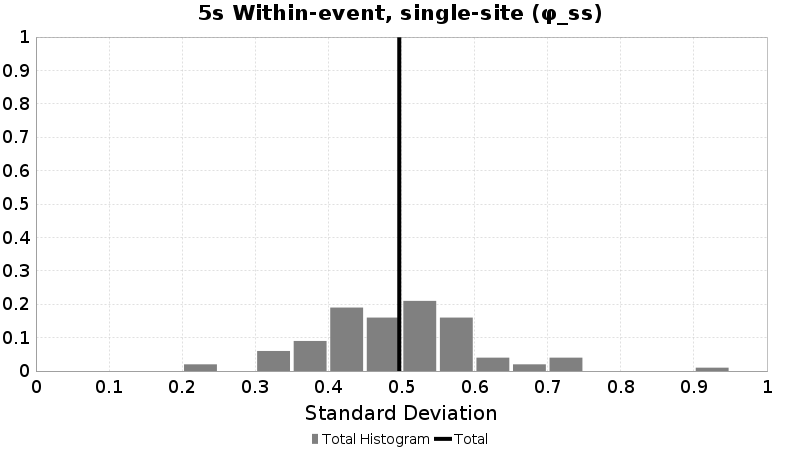 5s Within-event, single-site (φ_ss)
1
0.9
0.8
0.7
0.6
0.5
0.4
0.3
0.2
0.1
0
0 0.1 0.2 0.3 0.4 0.5 0.6 0.7 0.8 0.9 1
Standard Deviation
Total Histogram Total